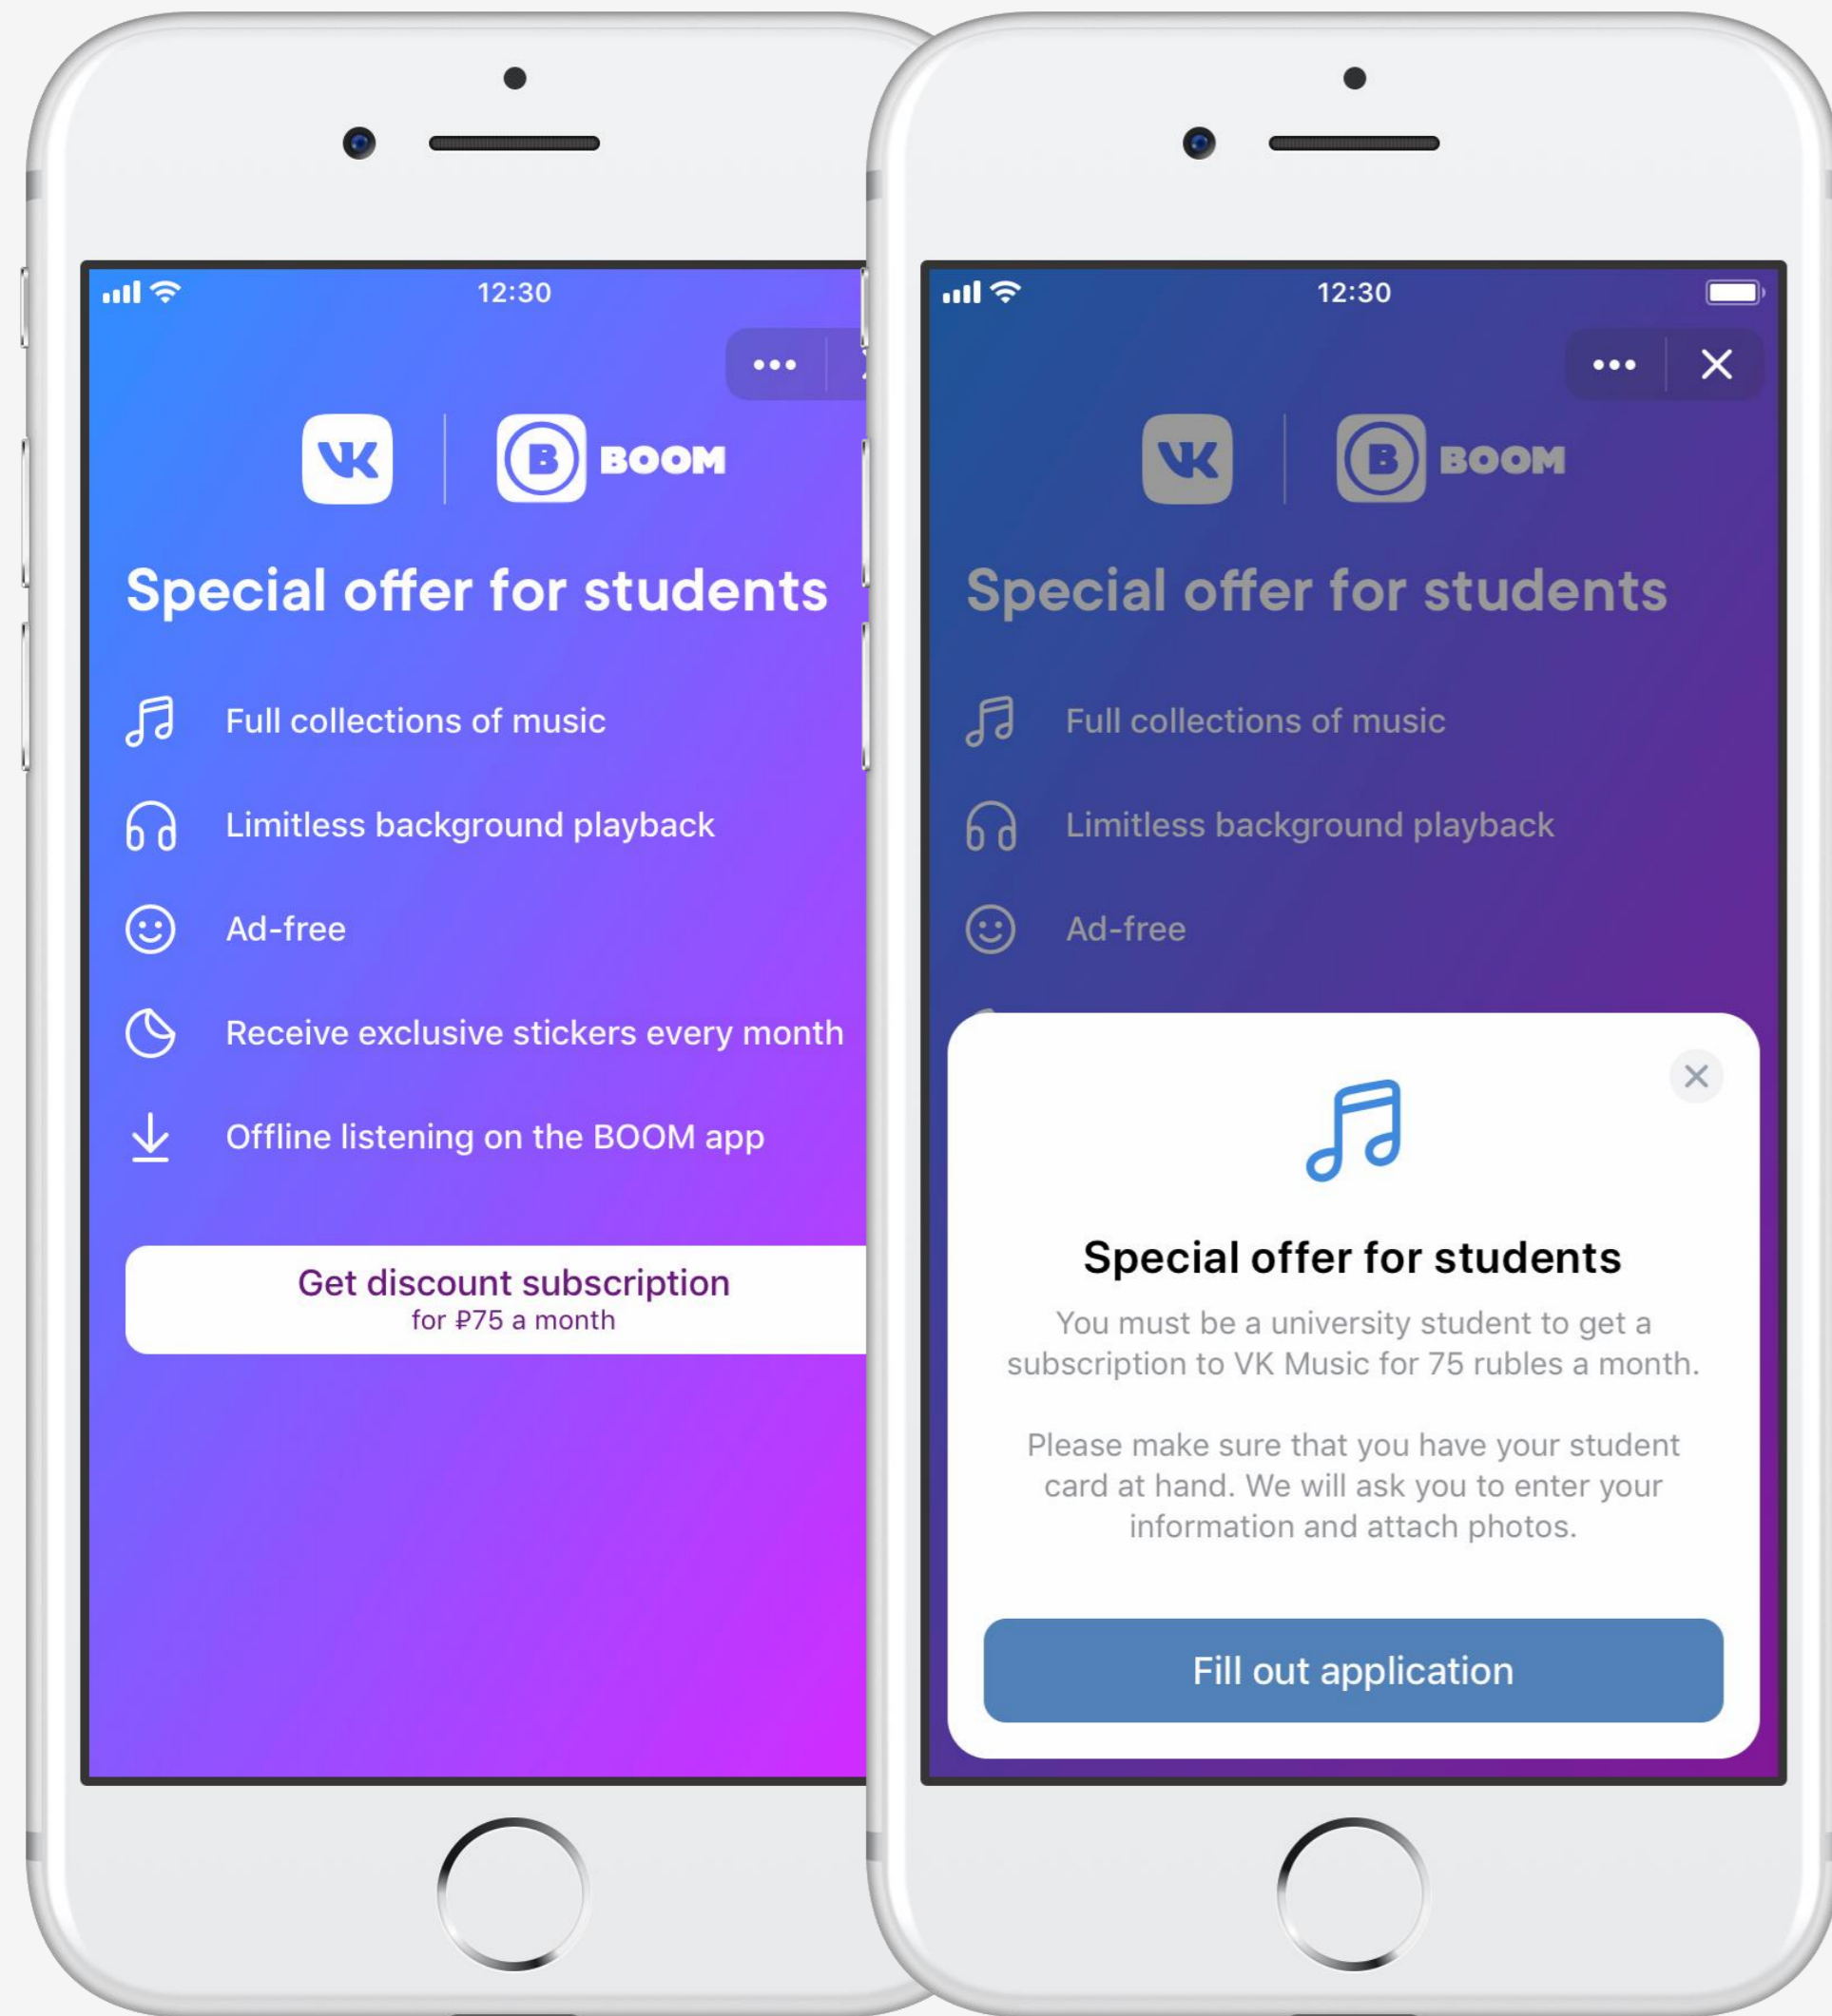 12:30
VK
B BOOM
Special offer for students
Full collections of music
Limitless background playback
Ad-free
Receive exclusive stickers every month
Offline listening on the BOOM app
Get discount subscription
for ₽75 a month
12:30
VK
B BOOM
Special offer for students
Full collections of music
Limitless background playback
Ad-free
Special offer for students
You must be a university student to get a
subscription to VK Music for 75 rubles a month.
Please make sure that you have your student
card at hand. We will ask you to enter your
information and attach photos.
Fill out application